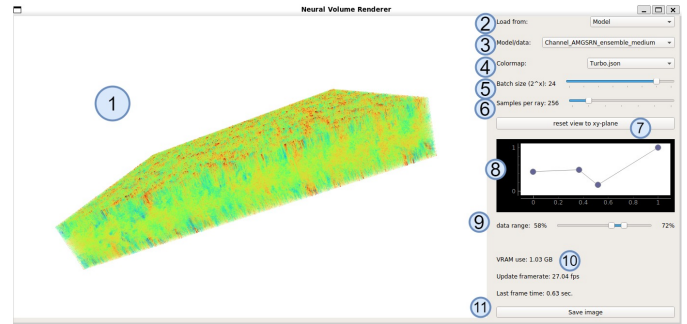 Neural Volume Renderer
1
2 Load from: Model
3 Model/data: Channel_AMGSRN_ensemble_medium
4 Colormap: Turbo.json
5 Batch size (2^x): 24
6 Samples per ray: 256
reset view to xy-plane 7
8
1
0
0 0.2 0.4 0.6 0.8 1
9 data range: 58% 72%
VRAM use: 1.03 GB 10
Update framerate: 27.04 fps
Last frame time: 0.63 sec.
11 Save image